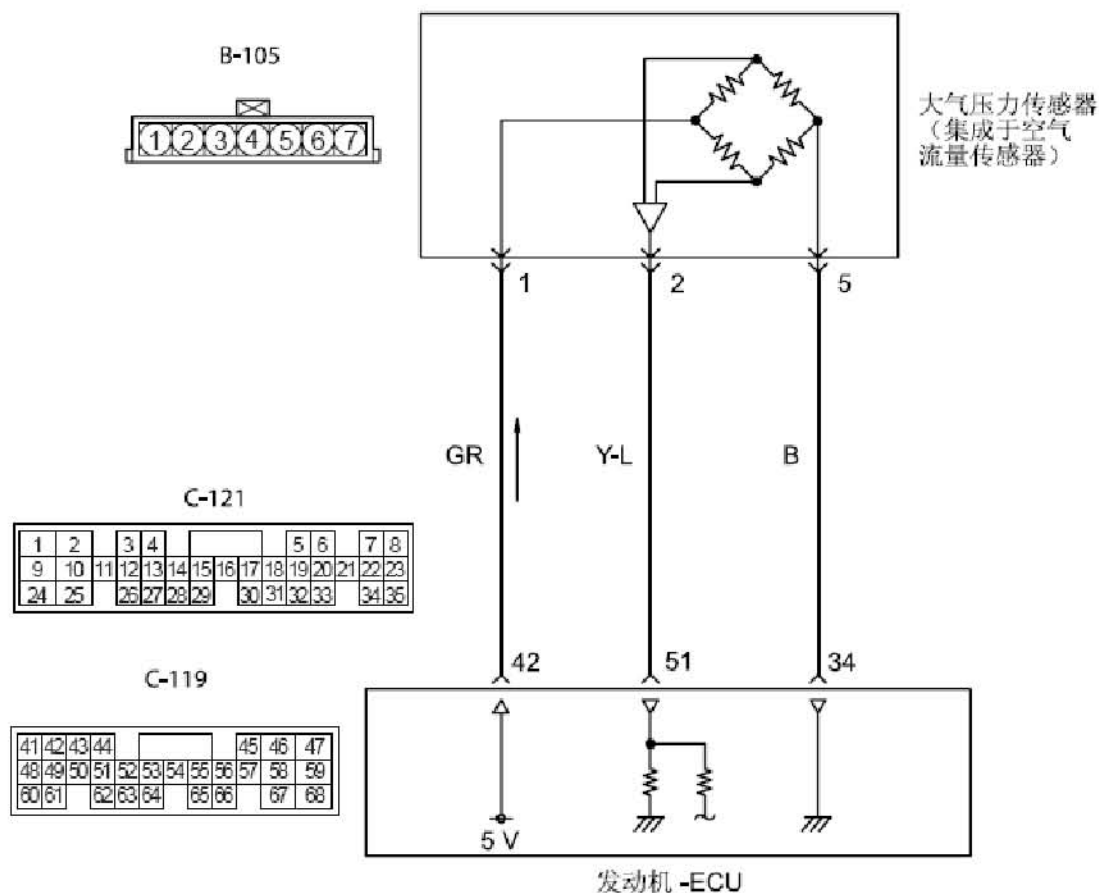 B-105
1 2 3 4 5 6 7
大气压力传感器
（集成于空气
流量传感器）
1 2 5
GR Y-L B
C-121
1 2 3 4 5 6 7 8
9 10 11 12 13 14 15 16 17 18 19 20 21 22 23
24 25 26 27 28 29 30 31 32 33 34 35
42 51 34
C-119
41 42 43 44 45 46 47
48 49 50 51 52 53 54 55 56 57 58 59
60 61 62 63 64 65 66 67 68
5 V
发动机 -ECU